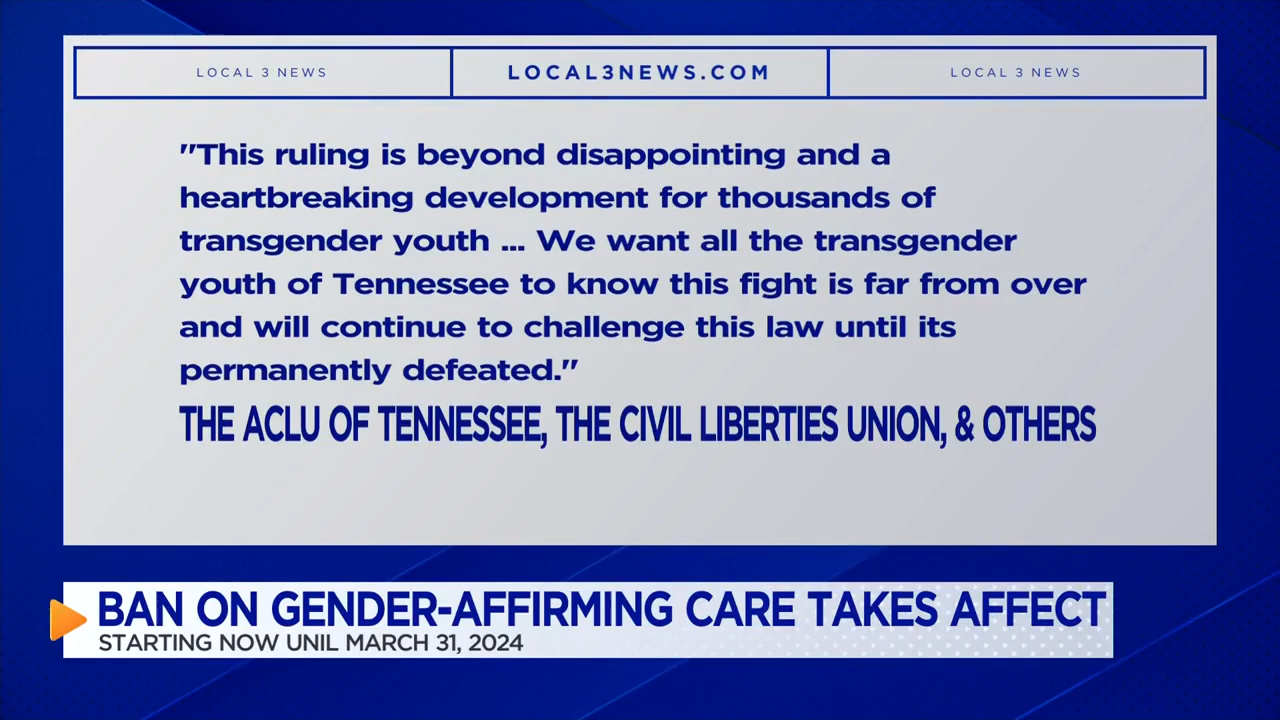 LOCAL 3 NEWS
LOCAL3NEWS.COM
LOCAL 3 NEWS
"This ruling is beyond disappointing and a
heartbreaking development for thousands of
transgender youth ... We want all the transgender
youth of Tennessee to know this fight is far from over
and will continue to challenge this law until its
permanently defeated."
THE ACLU OF TENNESSEE, THE CIVIL LIBERTIES UNION, & OTHERS
BAN ON GENDER-AFFIRMING CARE TAKES AFFECT
STARTING NOW UNIL MARCH 31, 2024